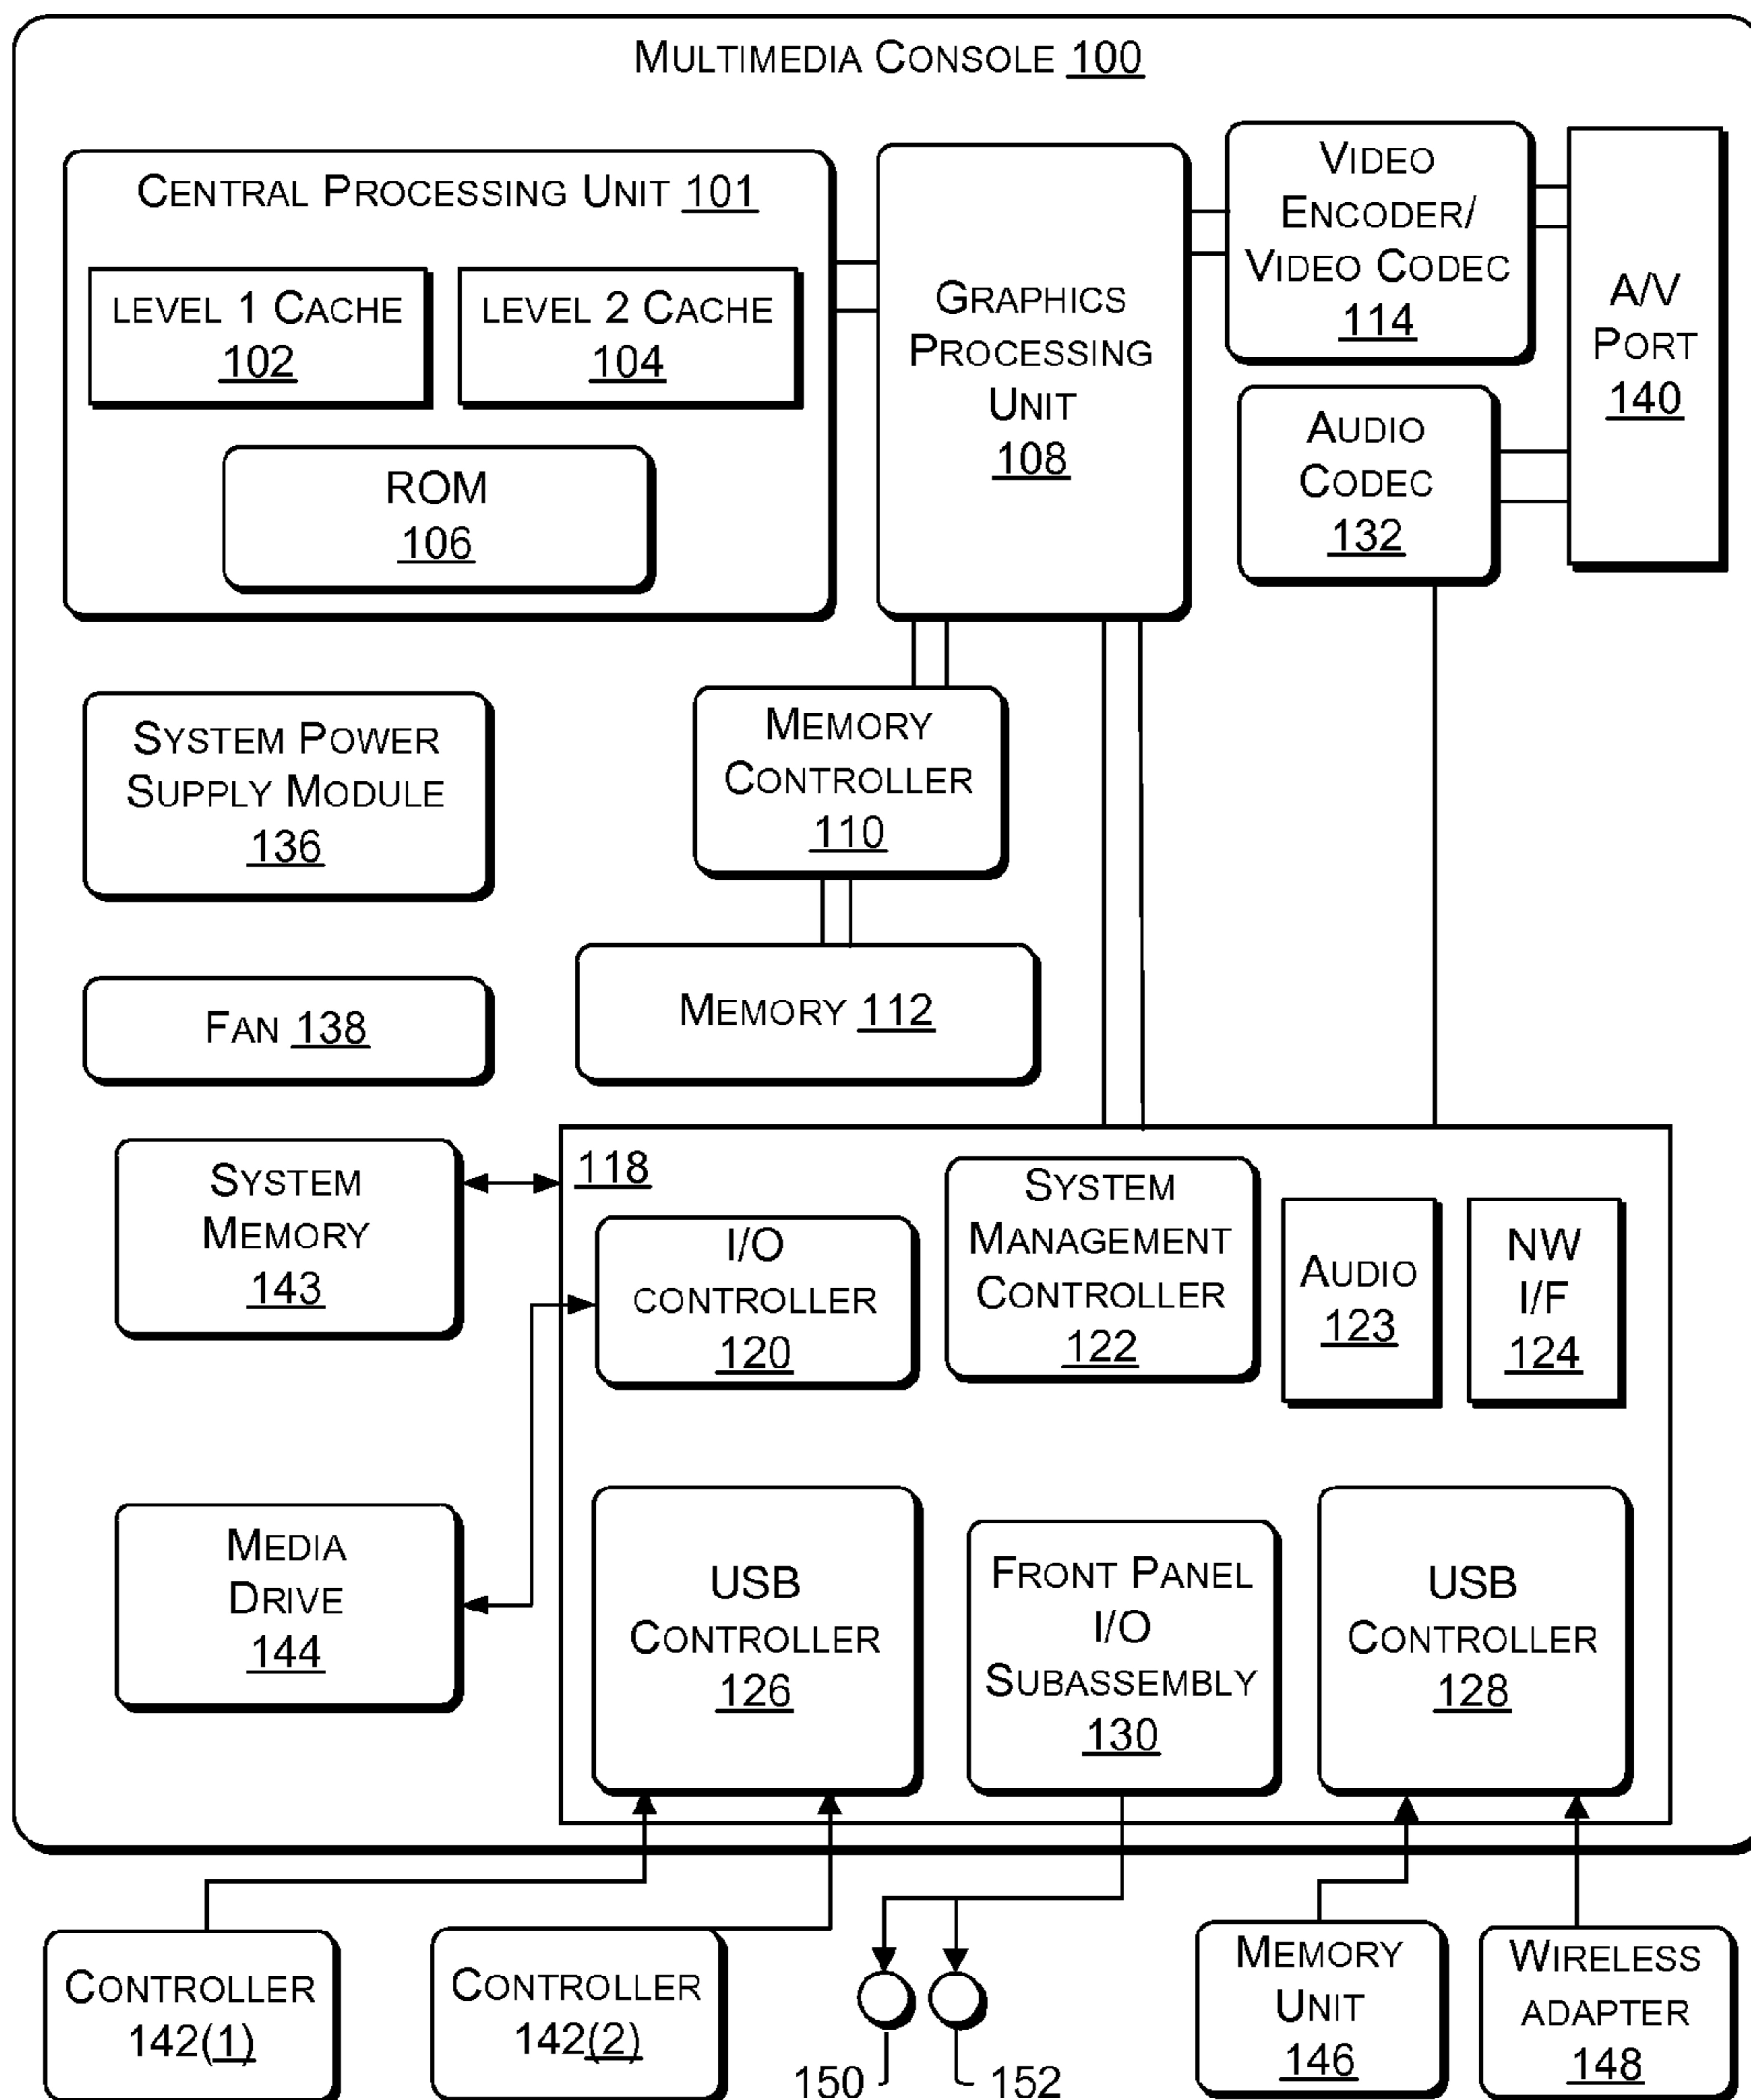 MULTIMEDIA CONSOLE 100
CENTRAL PROCESSING UNIT 101
LEVEL 1 CACHE
102
LEVEL 2 CACHE
104
ROM
106
GRAPHICS
PROCESSING
UNIT
108
VIDEO
ENCODER/
VIDEO CODEC
114
A/V
PORT
140
AUDIO
CODEC
132
SYSTEM POWER
SUPPLY MODULE
136
MEMORY
CONTROLLER
110
FAN 138
MEMORY 112
SYSTEM
MEMORY
143
118
I/O
CONTROLLER
120
SYSTEM
MANAGEMENT
CONTROLLER
122
AUDIO
123
NW
I/F
124
MEDIA
DRIVE
144
USB
CONTROLLER
126
FRONT PANEL
I/O
SUBASSEMBLY
130
USB
CONTROLLER
128
CONTROLLER
142(1)
CONTROLLER
142(2)
150
152
MEMORY
UNIT
146
WIRELESS
ADAPTER
148